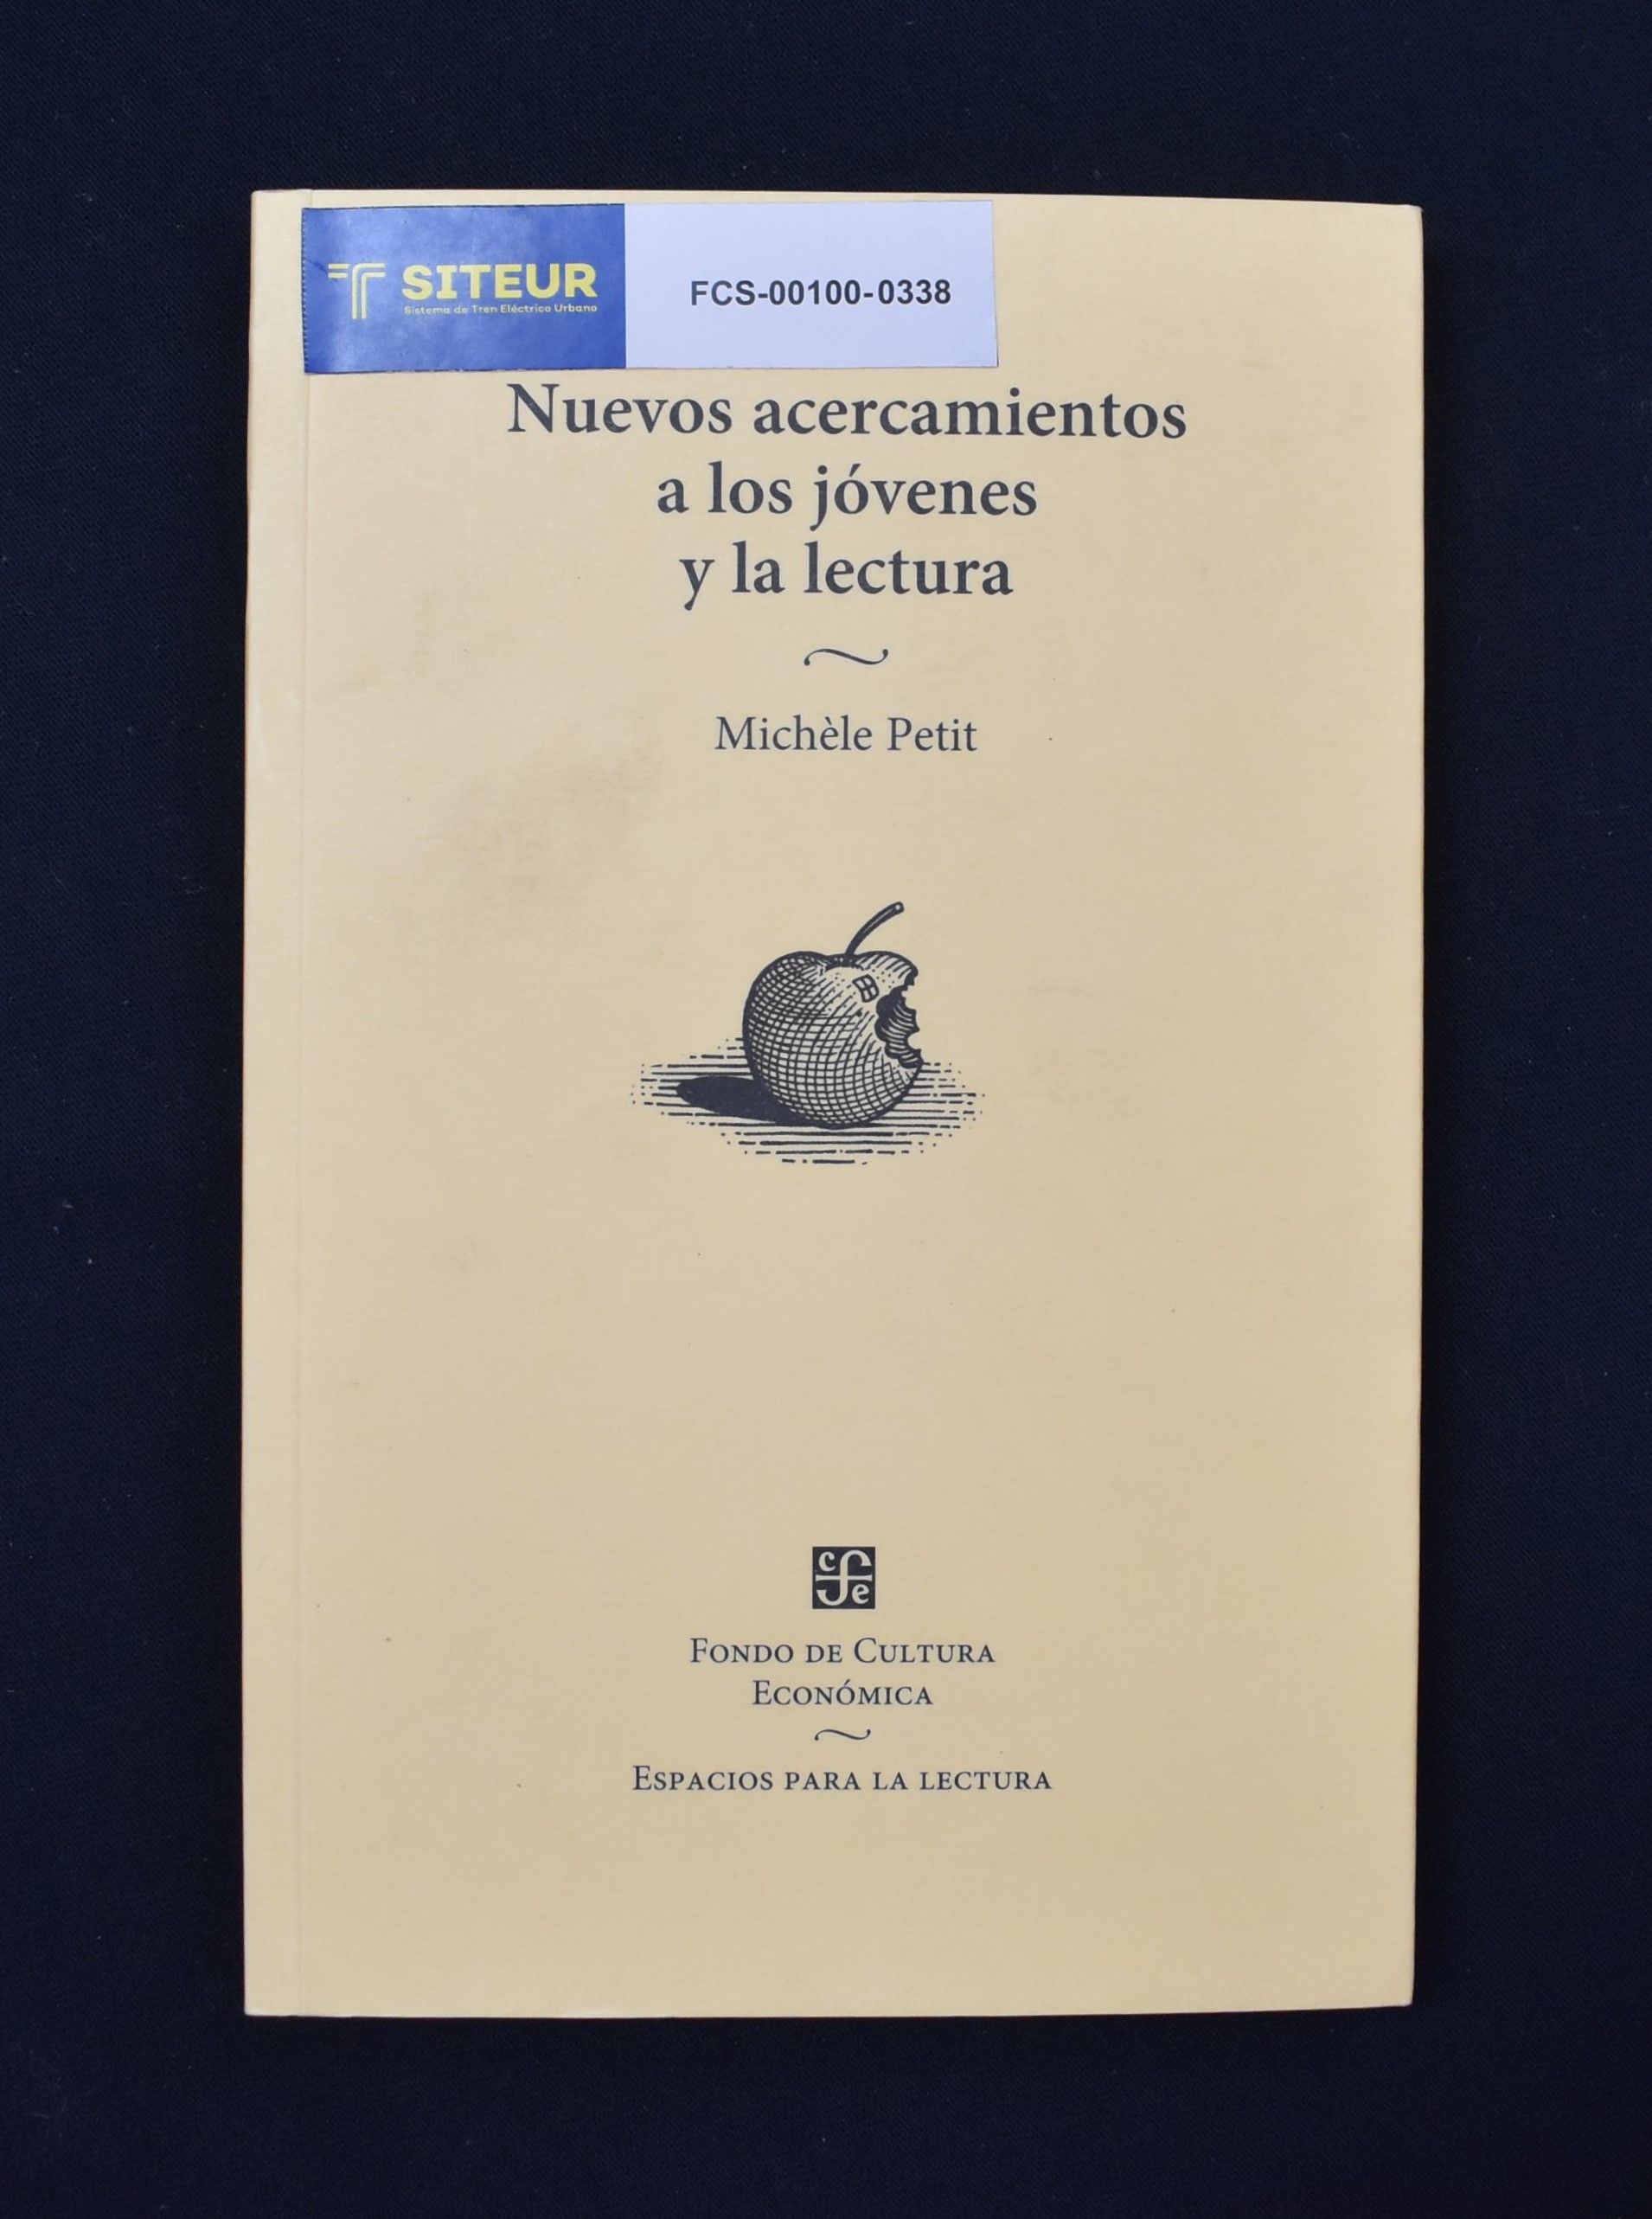 SITEUR
Sistema de Tren Eléctrico Urbano
FCS-00100-0338
Nuevos acercamientos
a los jóvenes
y la lectura
Michèle Petit
cfe
FONDO DE CULTURA
ECONÓMICA
ESPACIOS PARA LA LECTURA